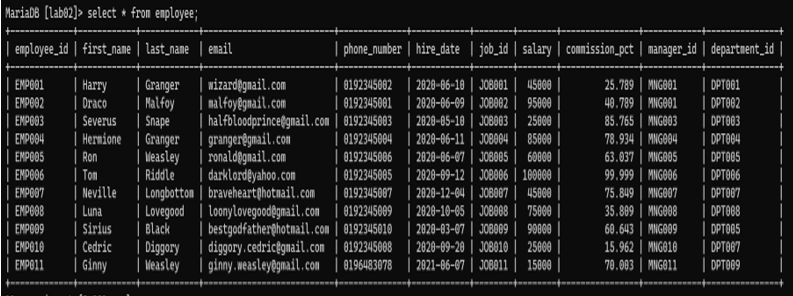 MariaDB [lab02]> select * from employee;
| employee_id | first_name | last_name | email | phone_number | hire_date | job_id | salary | commission_pct | manager_id | department_id |
| EMP001 | Harry | Granger | wizard@gmail.com | 0192345002 | 2020-06-10 | JOB001 | 45000 | 25.789 | MNG001 | DPT001 |
| EMP002 | Draco | Malfoy | malfoy@gmail.com | 0192345001 | 2020-06-09 | JOB002 | 95000 | 40.789 | MNG002 | DPT002 |
| EMP003 | Severus | Snape | halfbloodprince@gmail.com | 0192345003 | 2020-05-10 | JOB003 | 25000 | 85.765 | MNG003 | DPT003 |
| EMP004 | Hermione | Granger | granger@gmail.com | 0192345004 | 2020-06-11 | JOB004 | 85000 | 78.934 | MNG004 | DPT004 |
| EMP005 | Ron | Weasley | ronald@gmail.com | 0192345006 | 2020-06-07 | JOB005 | 60000 | 63.037 | MNG005 | DPT005 |
| EMP006 | Tom | Riddle | darklord@yahoo.com | 0192345005 | 2020-09-12 | JOB006 | 100000 | 99.999 | MNG006 | DPT006 |
| EMP007 | Neville | Longbottom | braveheart@hotmail.com | 0192345007 | 2020-12-04 | JOB007 | 45000 | 75.849 | MNG007 | DPT007 |
| EMP008 | Luna | Lovegood | loonylovegood@gmail.com | 0192345009 | 2020-10-05 | JOB008 | 75000 | 35.809 | MNG008 | DPT008 |
| EMP009 | Sirius | Black | bestgodfather@hotmail.com | 0192345010 | 2020-03-07 | JOB009 | 90000 | 60.643 | MNG009 | DPT005 |
| EMP010 | Cedric | Diggory | diggory.cedric@gmail.com | 0192345008 | 2020-09-20 | JOB010 | 25000 | 15.962 | MNG010 | DPT007 |
| EMP011 | Ginny | Weasley | ginny.weasley@gmail.com | 0196483078 | 2021-06-07 | JOB011 | 15000 | 70.003 | MNG011 | DPT009 |